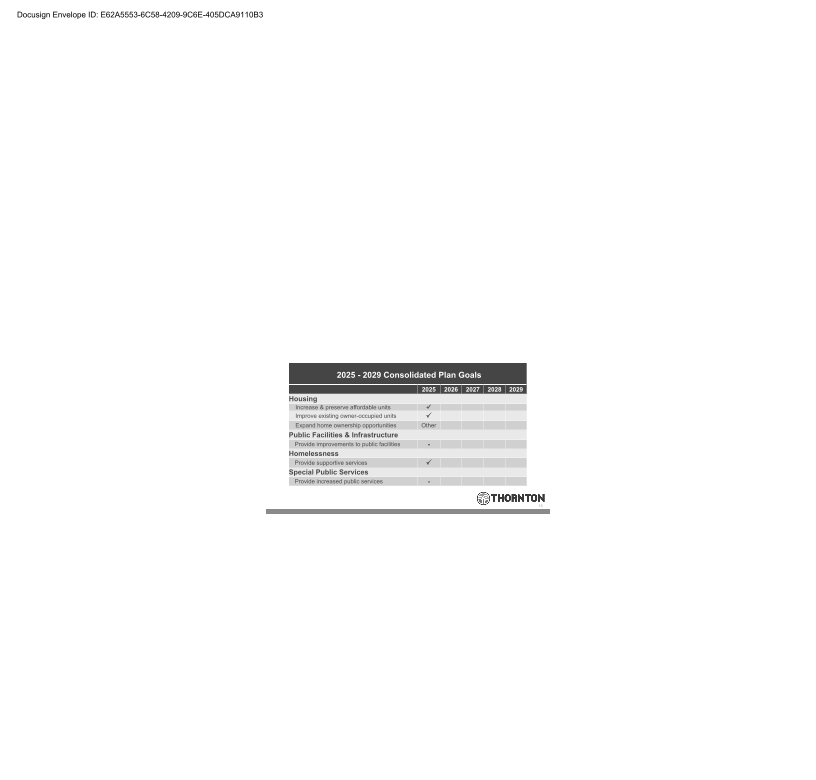 Docusign Envelope ID: E62A5553-6C58-4209-9C6E-405DCA9110B3
2025 - 2029 Consolidated Plan Goals
2025 2026 2027 2028 2029
Housing
Increase & preserve affordable units ✓
Improve existing owner-occupied units ✓
Expand home ownership opportunities Other
Public Facilities & Infrastructure
Provide improvements to public facilities -
Homelessness
Provide supportive services ✓
Special Public Services
Provide increased public services -
THORNTON